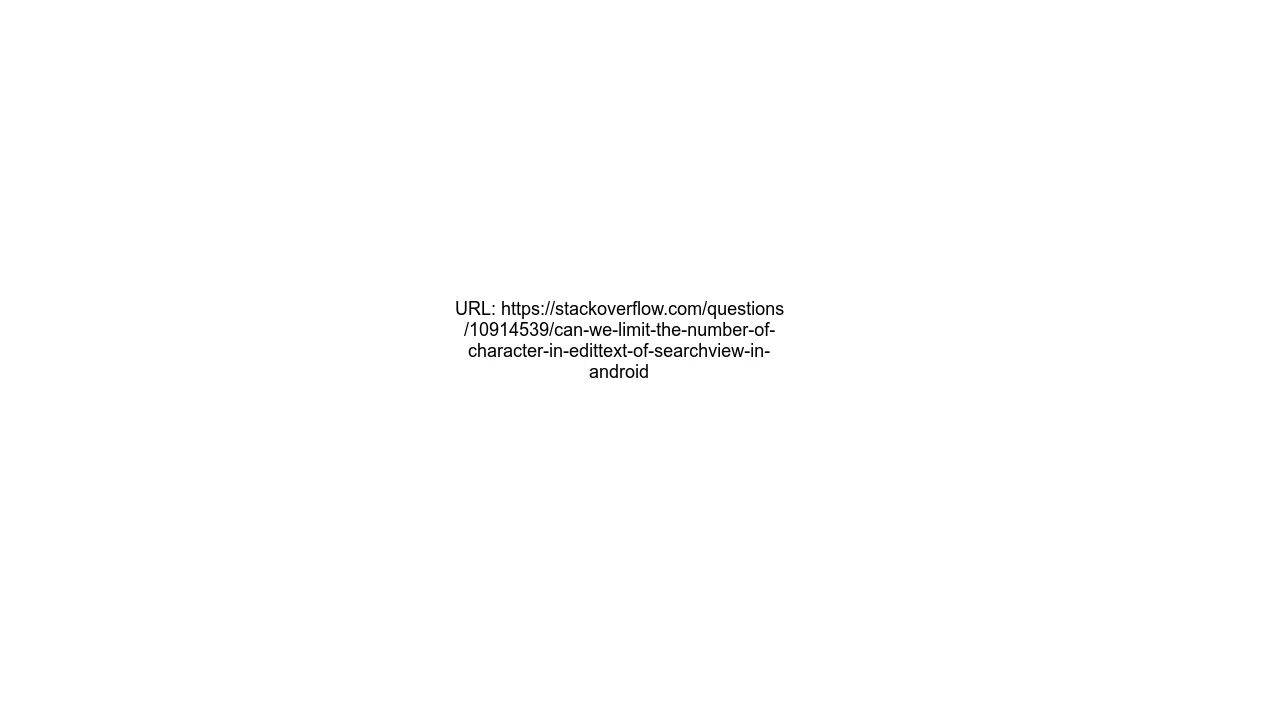 URL: https://stackoverflow.com/questions
/10914539/can-we-limit-the-number-of-
character-in-edittext-of-searchview-in-
android